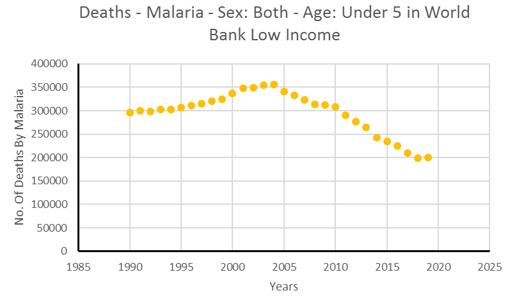 Deaths - Malaria - Sex: Both - Age: Under 5 in World
Bank Low Income
No. Of Deaths By Malaria
400000
350000
300000
250000
200000
150000
100000
50000
0
1985 1990 1995 2000 2005 2010 2015 2020 2025
Years